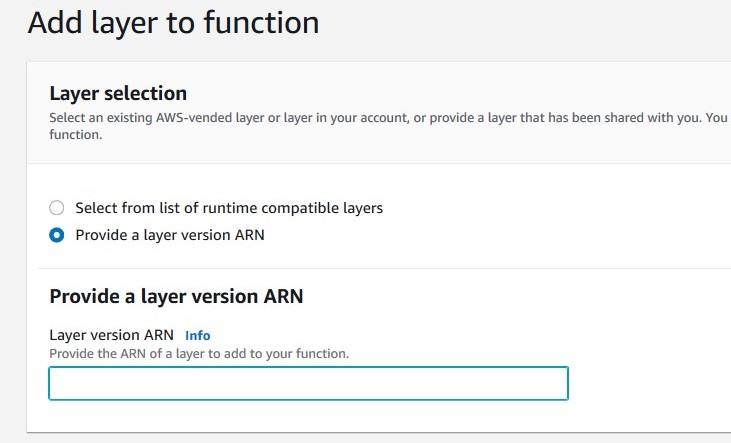 Add layer to function
Layer selection
Select an existing AWS-vended layer or layer in your account, or provide a layer that has been shared with you. You
function.
Select from list of runtime compatible layers
Provide a layer version ARN
Provide a layer version ARN
Layer version ARN Info
Provide the ARN of a layer to add to your function.